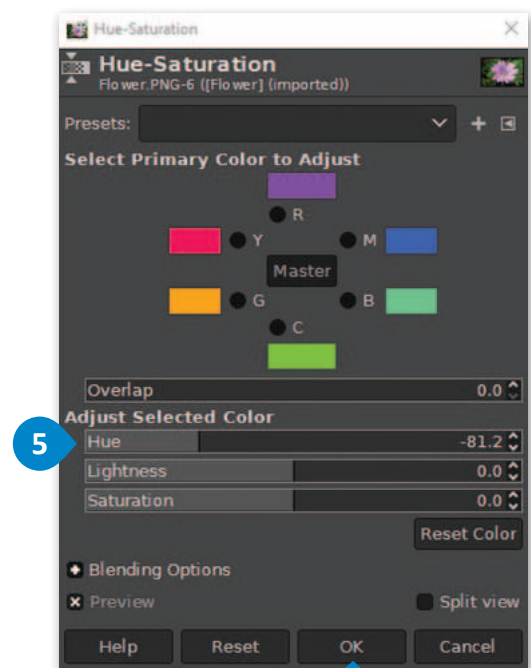 Hue-Saturation
Hue-Saturation
Flower.PNG-6 ([Flower] (imported))
Presets:
Select Primary Color to Adjust
R
Y M
Master
G B
C
Overlap 0.0
Adjust Selected Color
5 Hue -81.2
Lightness 0.0
Saturation 0.0
Reset Color
Blending Options
Preview Split view
Help Reset OK Cancel